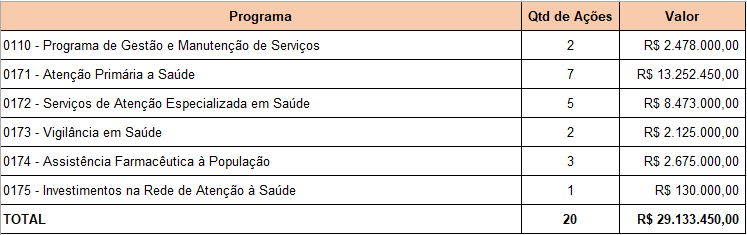 Programa Qtd de Ações Valor
0110 - Programa de Gestão e Manutenção de Serviços 2 R$ 2.478.000,00
0171 - Atenção Primária a Saúde 7 R$ 13.252.450,00
0172 - Serviços de Atenção Especializada em Saúde 5 R$ 8.473.000,00
0173 - Vigilância em Saúde 2 R$ 2.125.000,00
0174 - Assistência Farmacêutica à População 3 R$ 2.675.000,00
0175 - Investimentos na Rede de Atenção à Saúde 1 R$ 130.000,00
TOTAL 20 R$ 29.133.450,00